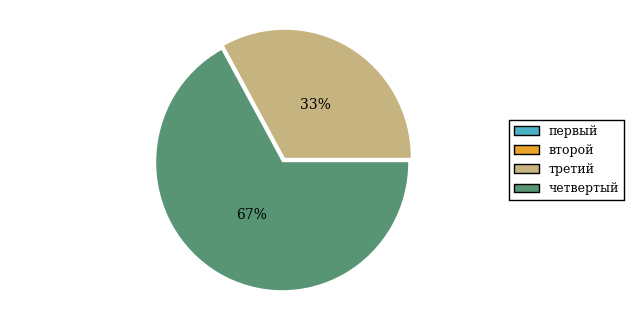 33%
67%
первый
второй
третий
четвертый